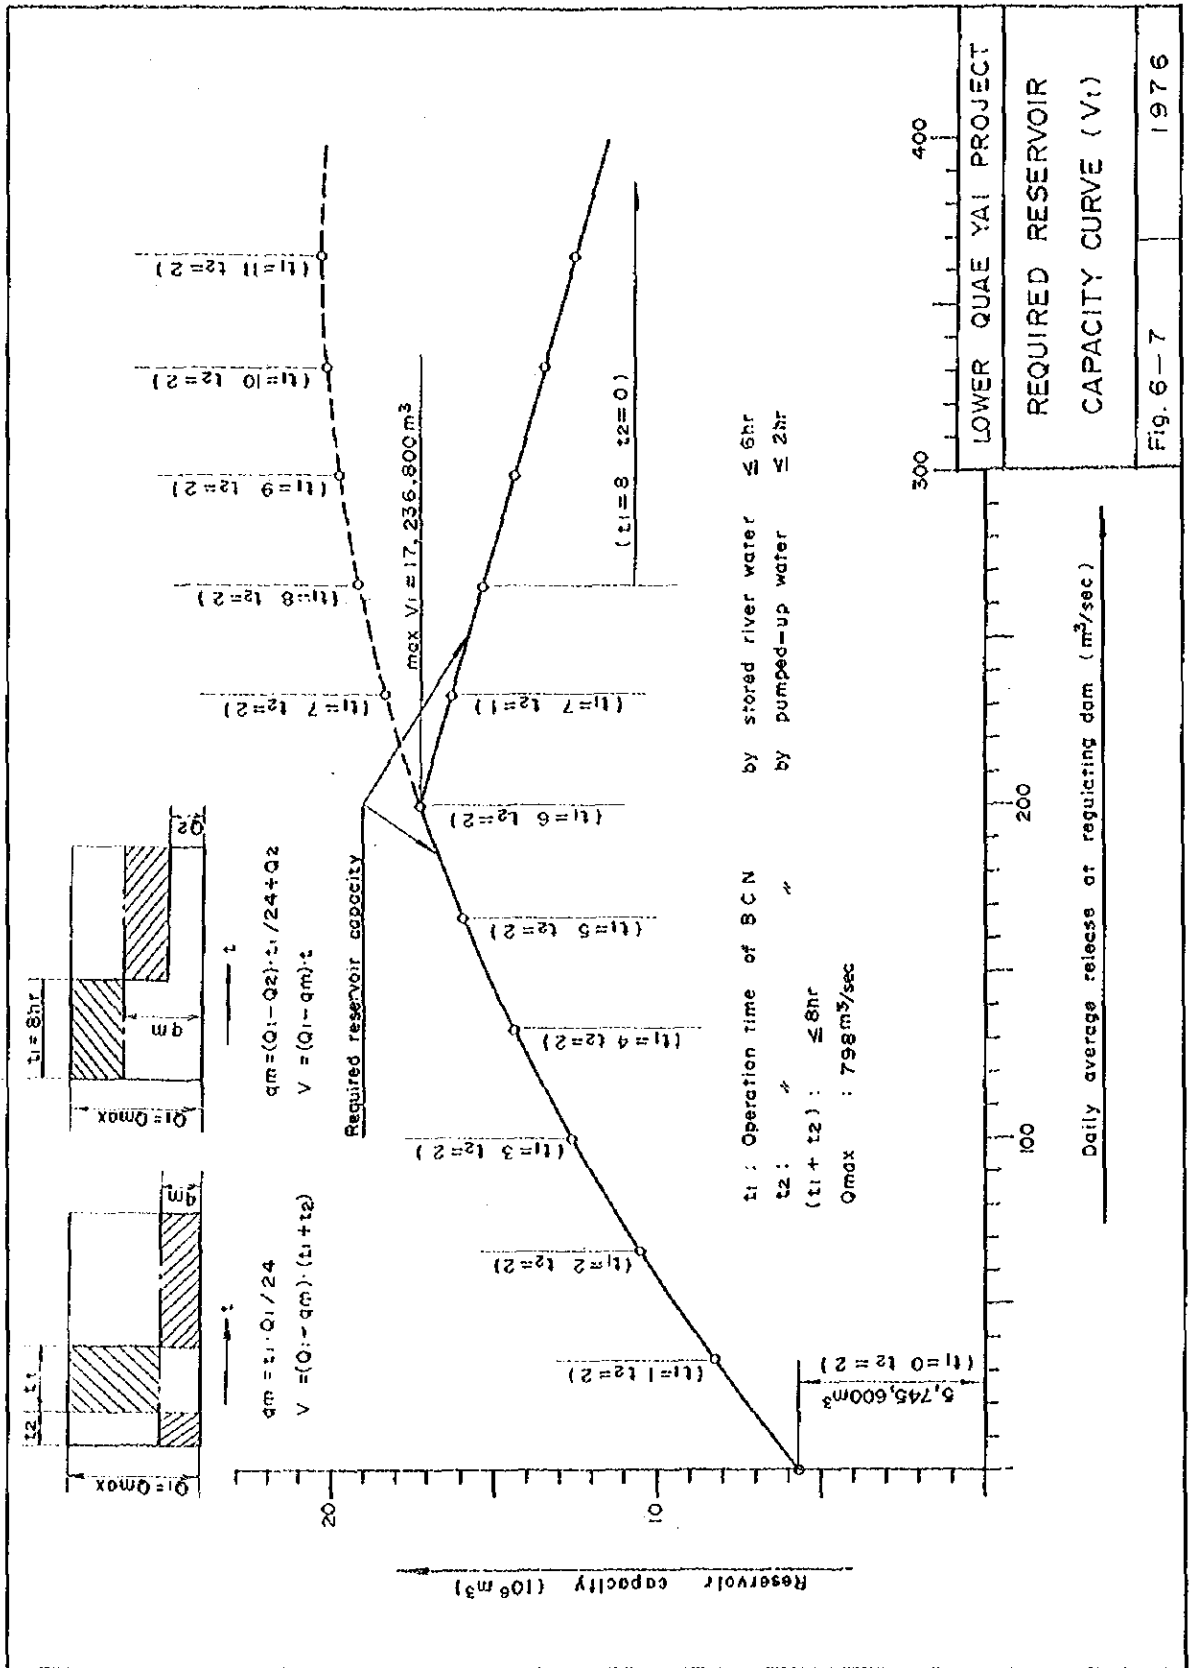 Q1=Qmax
t2 t1
qm
t
qm = t1·Q1/24
V = (Q1-qm)·(t1+t2)
t1=8hr
Q1=Qmax
qm
Q2
t
qm=(Q1-Q2)·t1/24+Q2
V =(Q1-qm)·t
Required reservoir capacity
max V1=17,236,800m³
(t1=7 t2=2)
(t1=8 t2=2)
(t1=9 t2=2)
(t1=10 t2=2)
(t1=11 t2=2)
(t1=0 t2=2)
5,745,600m³
(t1=1 t2=2)
(t1=2 t2=2)
(t1=3 t2=2)
(t1=4 t2=2)
(t1=5 t2=2)
(t1=6 t2=2)
(t1=7 t2=1)
(t1=8 t2=0)
Reservoir capacity (10⁶m³)
20
10
t1 : Operation time of BCN by stored river water ≦ 6hr
t2 : 〃 〃 by pumped-up water ≦ 2hr
(t1 + t2) : ≦8hr
Qmax : 798m³/sec
100
200
300
400
Daily average release at regulating dam (m³/sec)
LOWER QUAE YAI PROJECT
REQUIRED RESERVOIR
CAPACITY CURVE (V1)
Fig. 6-7 1976